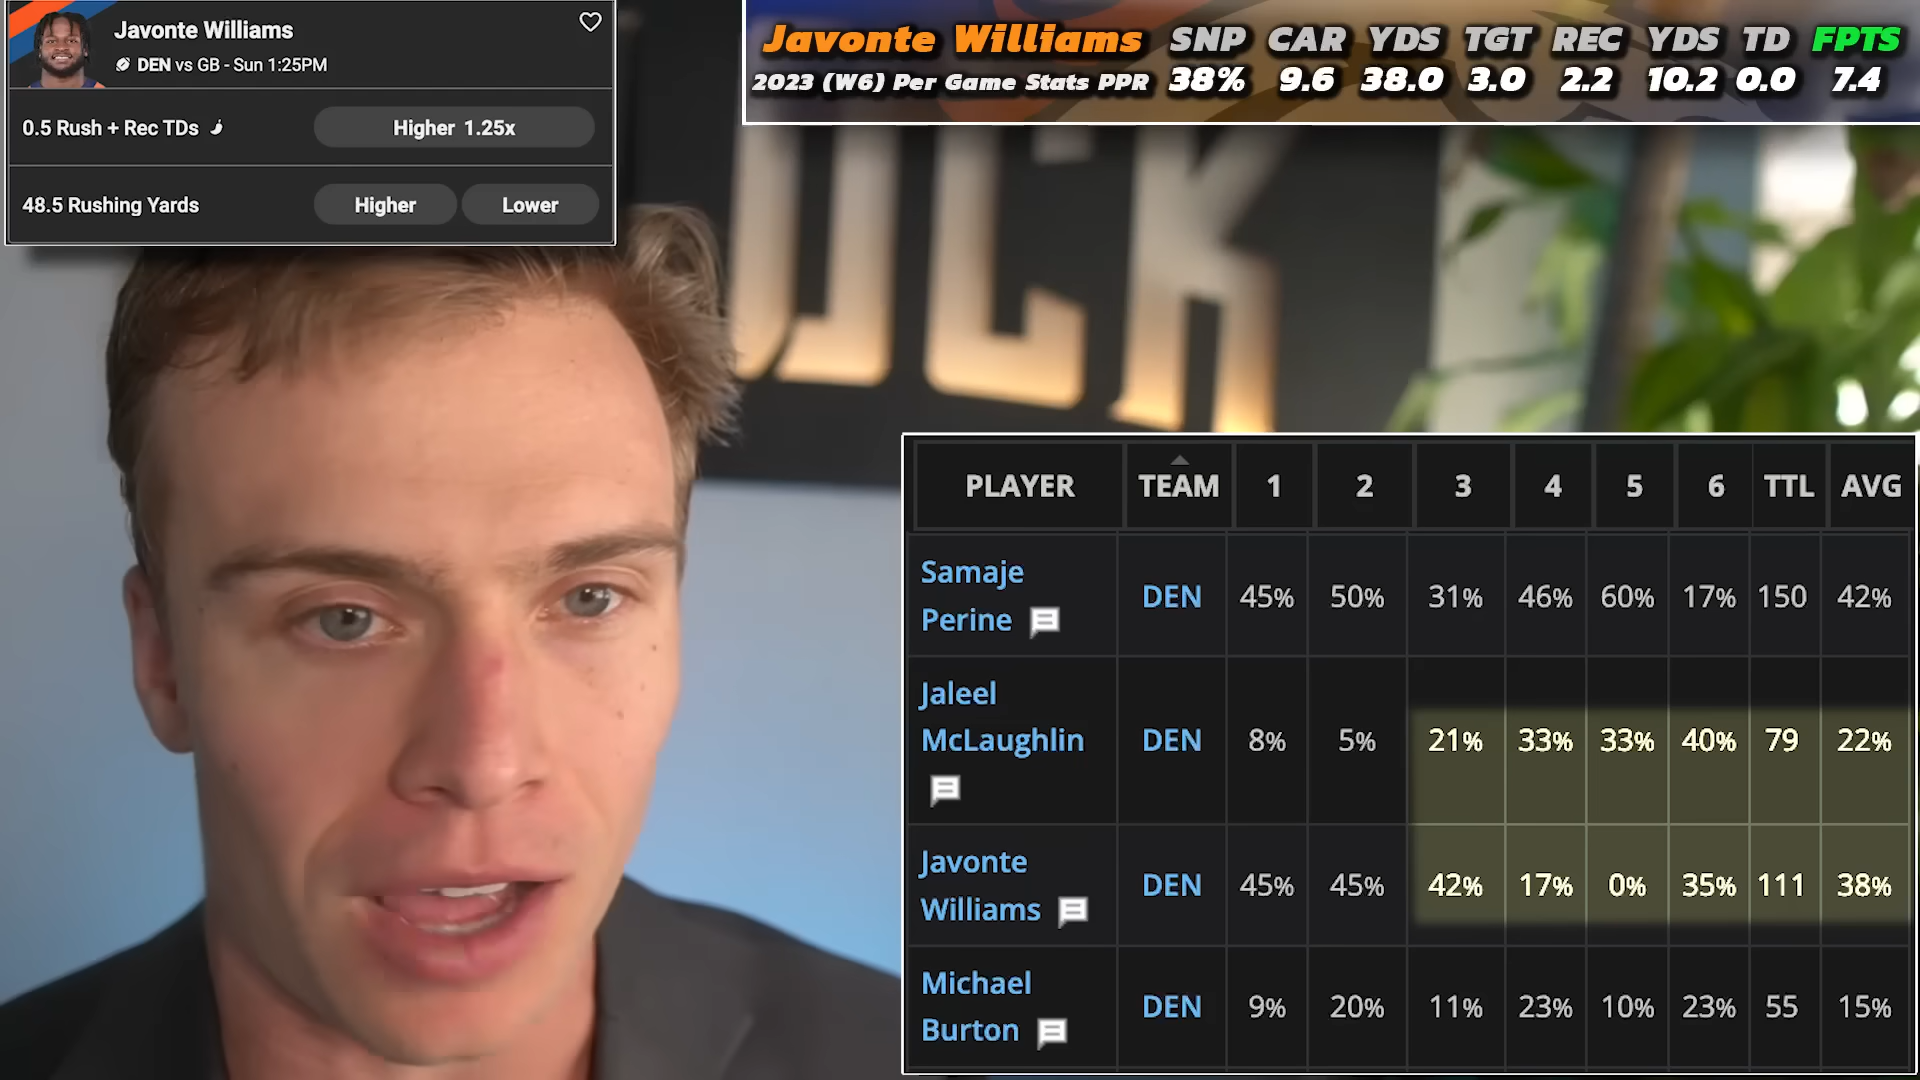 Javonte Williams
DEN vs GB - Sun 1:25PM
0.5 Rush + Rec TDs
Higher 1.25x
48.5 Rushing Yards
Higher
Lower
Javonte Williams SNP CAR YDS TGT REC YDS TD FPTS
2023 (W6) Per Game Stats PPR 38% 9.6 38.0 3.0 2.2 10.2 0.0 7.4
PLAYER TEAM 1 2 3 4 5 6 TTL AVG
Samaje
Perine DEN 45% 50% 31% 46% 60% 17% 150 42%
Jaleel
McLaughlin DEN 8% 5% 21% 33% 33% 40% 79 22%
Javonte
Williams DEN 45% 45% 42% 17% 0% 35% 111 38%
Michael
Burton DEN 9% 20% 11% 23% 10% 23% 55 15%